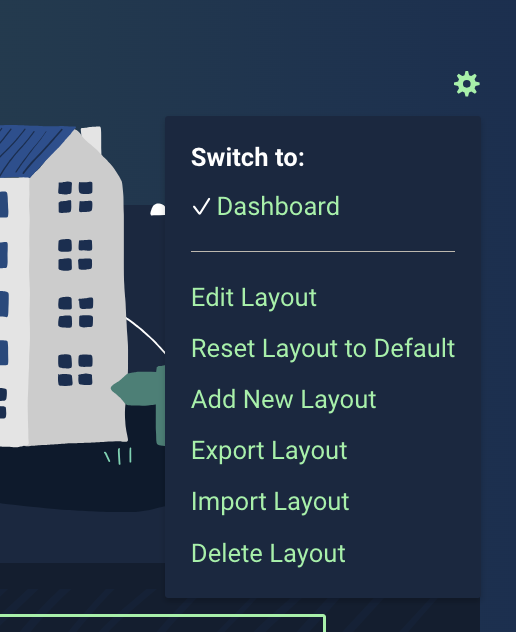 Switch to:
✓ Dashboard
Edit Layout
Reset Layout to Default
Add New Layout
Export Layout
Import Layout
Delete Layout